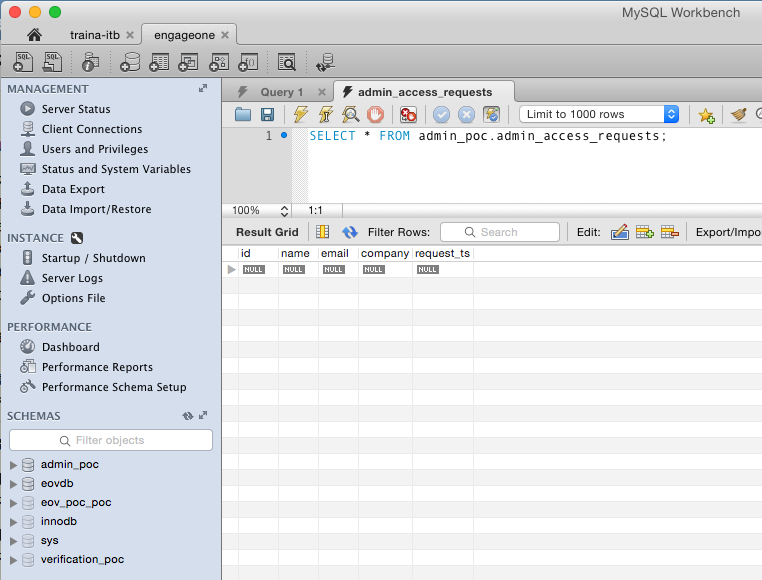 MySQL Workbench
traina-itb
engageone
MANAGEMENT
Server Status
Client Connections
Users and Privileges
Status and System Variables
Data Export
Data Import/Restore
INSTANCE
Startup / Shutdown
Server Logs
Options File
PERFORMANCE
Dashboard
Performance Reports
Performance Schema Setup
SCHEMAS
Filter objects
admin_poc
eovdb
eov_poc_poc
innodb
sys
verification_poc
Query 1
admin_access_requests
Limit to 1000 rows
1 SELECT * FROM admin_poc.admin_access_requests;
100% 1:1
Result Grid Filter Rows: Search Edit: Export/Impo
id name email company request_ts
NULL NULL NULL NULL NULL